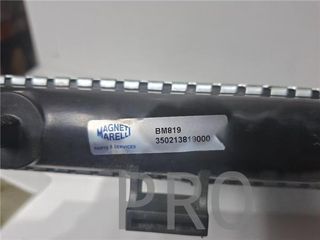 MAGNETI
MARELLI
PARTS & SERVICES
BM819
350213819000
PRO